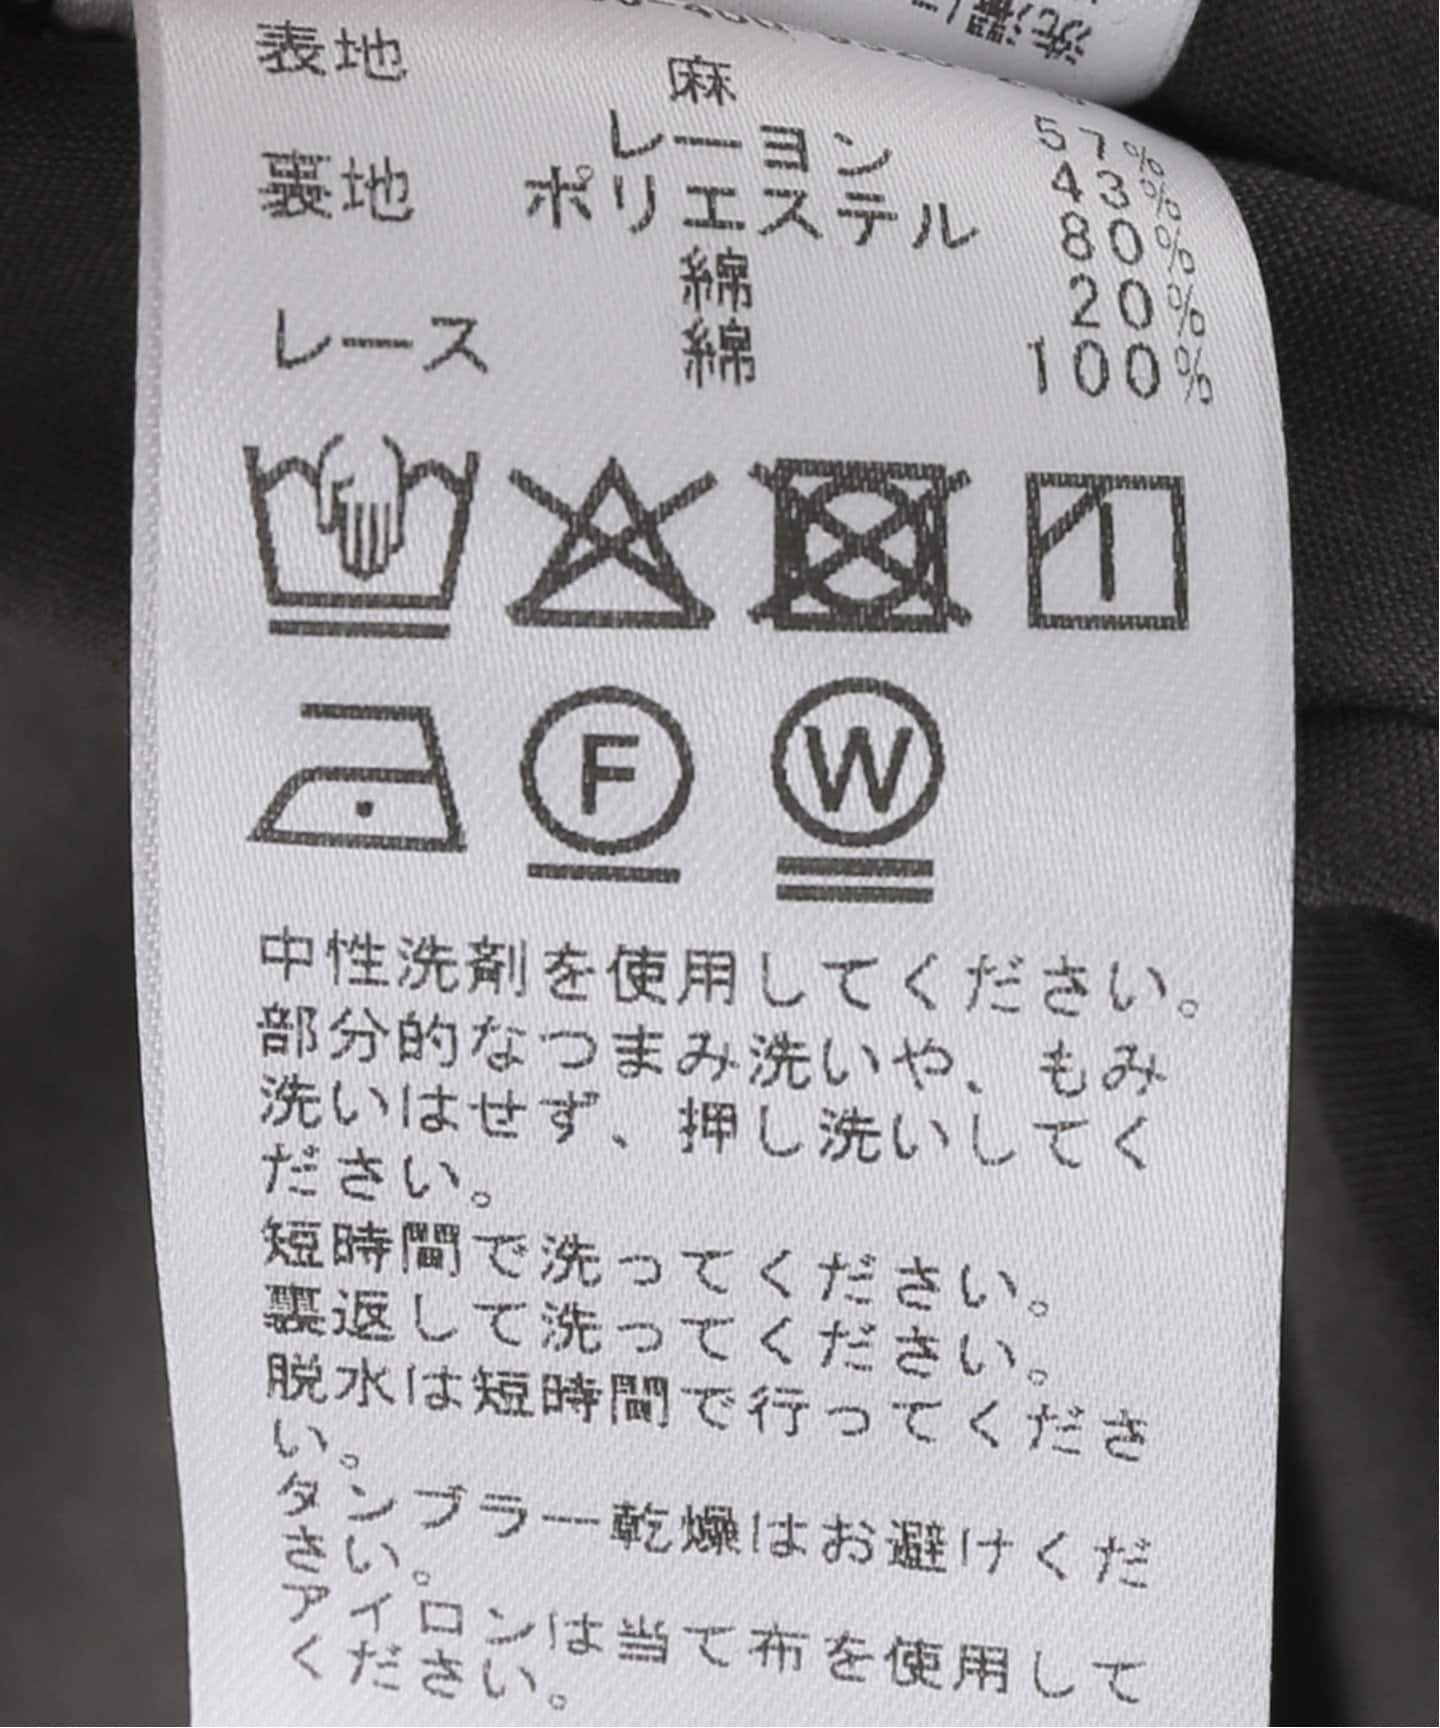 洗濯
表地 麻 57%
レーヨン 43%
裏地 ポリエステル 80%
綿 20%
レース 綿 100%
F W
中性洗剤を使用してください。
部分的なつまみ洗いや、もみ
洗いはせず、押し洗いしてく
ださい。
短時間で洗ってください。
裏返して洗ってください。
脱水は短時間で行ってくださ
い。
タンブラー乾燥はお避けくだ
さい。
アイロンは当て布を使用して
ください。